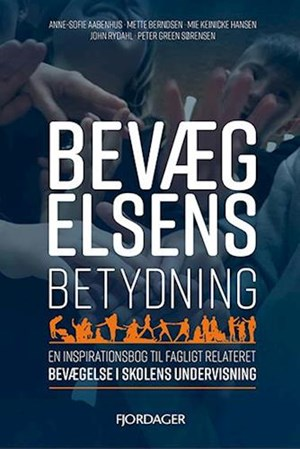 ANNE-SOFIE AABENHUS · METTE BERNDSEN · MIE KEINICKE HANSEN
JOHN RYDAHL · PETER GREEN SØRENSEN
BEVÆG
ELSENS
BETYDNING
EN INSPIRATIONSBOG TIL FAGLIGT RELATERET
BEVÆGELSE I SKOLENS UNDERVISNING
FJORDAGER